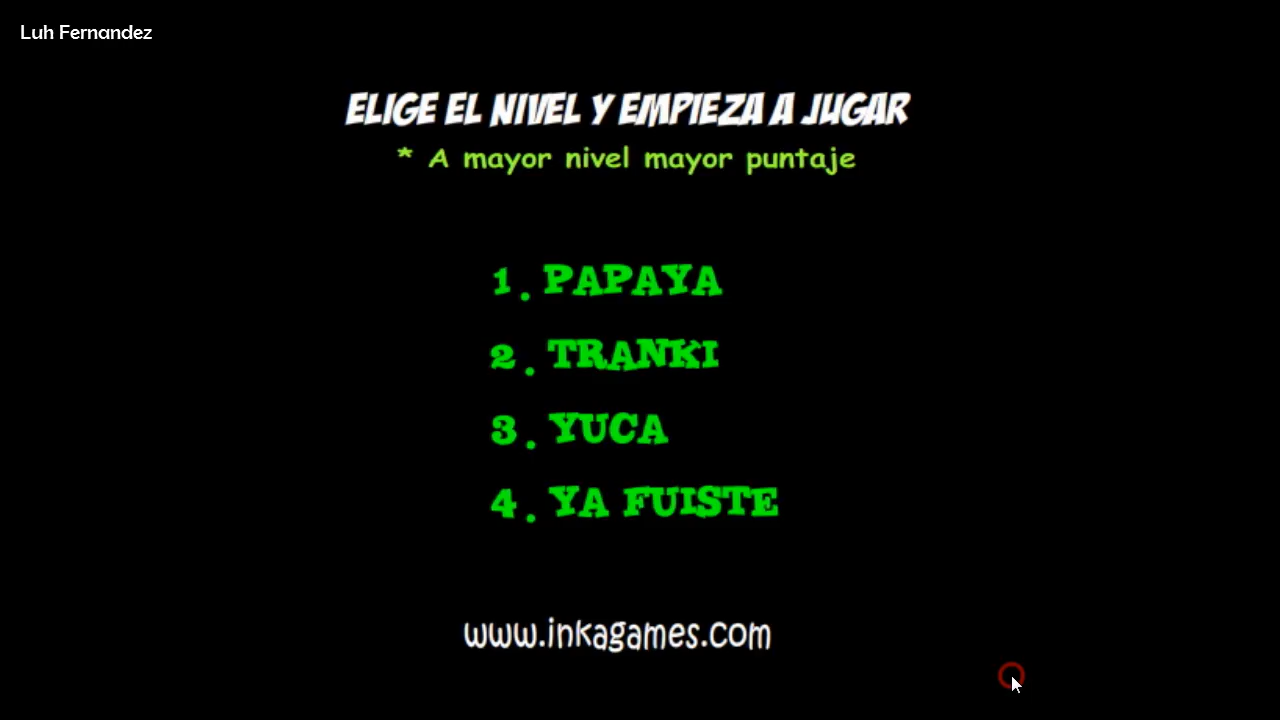 Luh Fernandez
ELIGE EL NIVEL Y EMPIEZA A JUGAR
* A mayor nivel mayor puntaje
1. PAPAYA
2. TRANKI
3. YUCA
4. YA FUISTE
www.inkagames.com